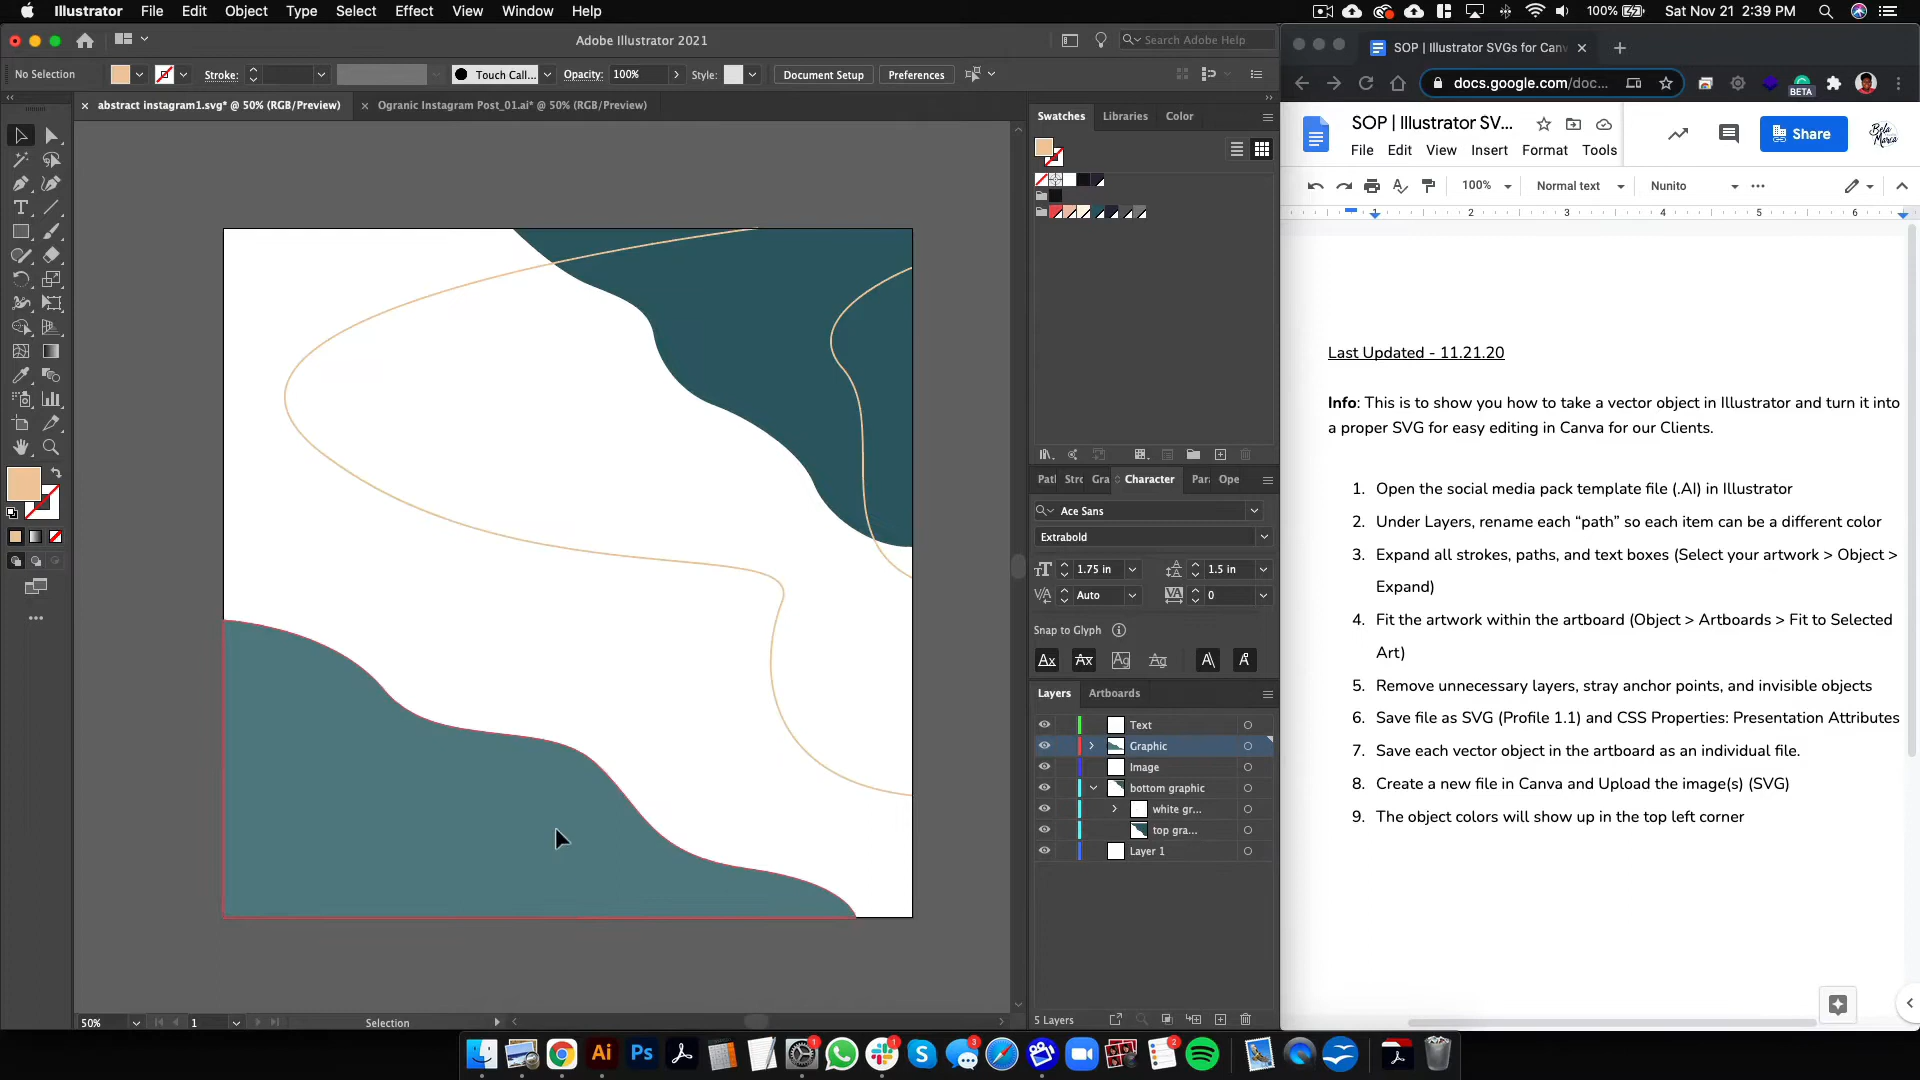 Illustrator File Edit Object Type Select Effect View Window Help
100% Sat Nov 21 2:39 PM
Adobe Illustrator 2021
Search Adobe Help
No Selection Stroke: Touch Call... Opacity: 100% Style: Document Setup Preferences
abstract instagram1.svg* @ 50% (RGB/Preview)
Ogranic Instagram Post_01.ai* @ 50% (RGB/Preview)
Swatches Libraries Color
Character
Ace Sans
Extrabold
1.75 in 1.5 in
Auto 0
Snap to Glyph
Layers Artboards
Text
Graphic
Image
bottom graphic
white gr...
top gra...
Layer 1
5 Layers
50% 1 Selection
SOP | Illustrator SVGs for Canv
docs.google.com/doc...
BETA
SOP | Illustrator SV...
File Edit View Insert Format Tools
Share
100% Normal text Nunito
1 2 3 4 5 6
Last Updated - 11.21.20
Info: This is to show you how to take a vector object in Illustrator and turn it into
a proper SVG for easy editing in Canva for our Clients.
1. Open the social media pack template file (.AI) in Illustrator
2. Under Layers, rename each “path” so each item can be a different color
3. Expand all strokes, paths, and text boxes (Select your artwork > Object >
Expand)
4. Fit the artwork within the artboard (Object > Artboards > Fit to Selected
Art)
5. Remove unnecessary layers, stray anchor points, and invisible objects
6. Save file as SVG (Profile 1.1) and CSS Properties: Presentation Attributes
7. Save each vector object in the artboard as an individual file.
8. Create a new file in Canva and Upload the image(s) (SVG)
9. The object colors will show up in the top left corner